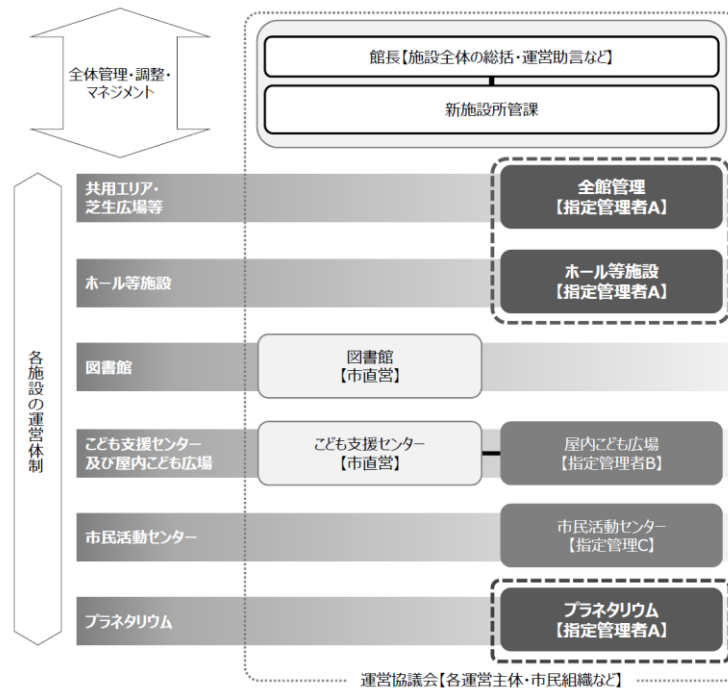 全体管理・調整・
マネジメント
館長【施設全体の総括・運営助言など】
新施設所管課
各施設の運営体制
共用エリア・
芝生広場等
全館管理
【指定管理者A】
ホール等施設
ホール等施設
【指定管理者A】
図書館
図書館
【市直営】
こども支援センター
及び屋内こども広場
こども支援センター
【市直営】
屋内こども広場
【指定管理者B】
市民活動センター
市民活動センター
【指定管理C】
プラネタリウム
プラネタリウム
【指定管理者A】
運営協議会【各運営主体・市民組織など】